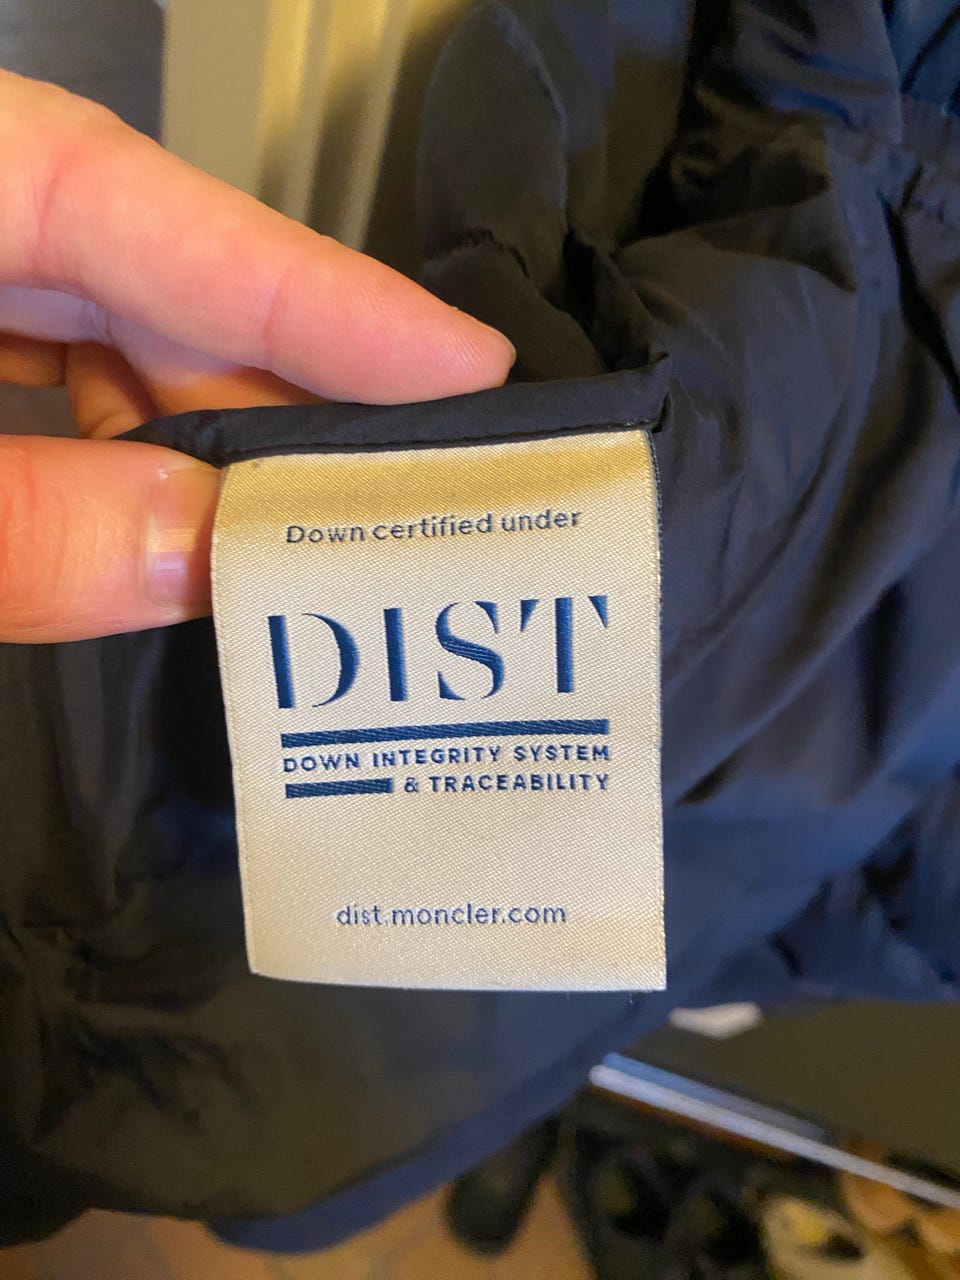 Down certified under
DIST
DOWN INTEGRITY SYSTEM
& TRACEABILITY
dist.moncler.com